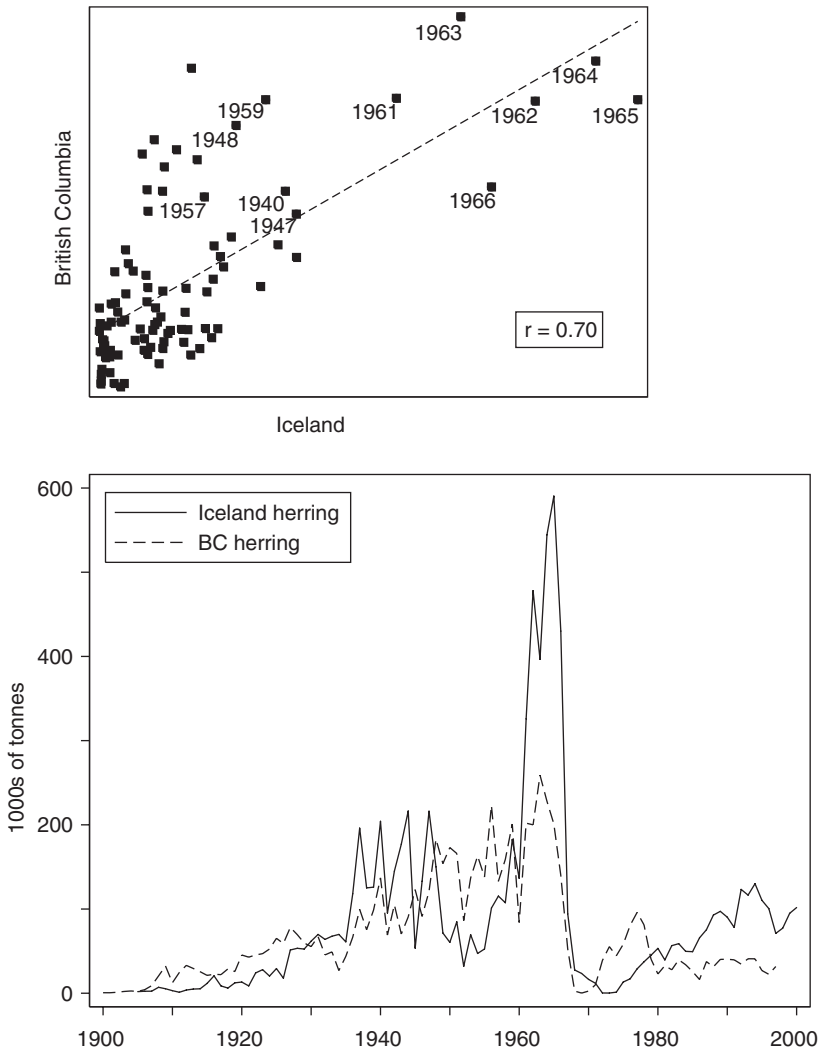 1963
1964
1959
1961
1962
1965
1948
1957
1940
1966
1947
British Columbia
r = 0.70
Iceland
600
Iceland herring
BC herring
400
1000s of tonnes
200
0
1900 1920 1940 1960 1980 2000